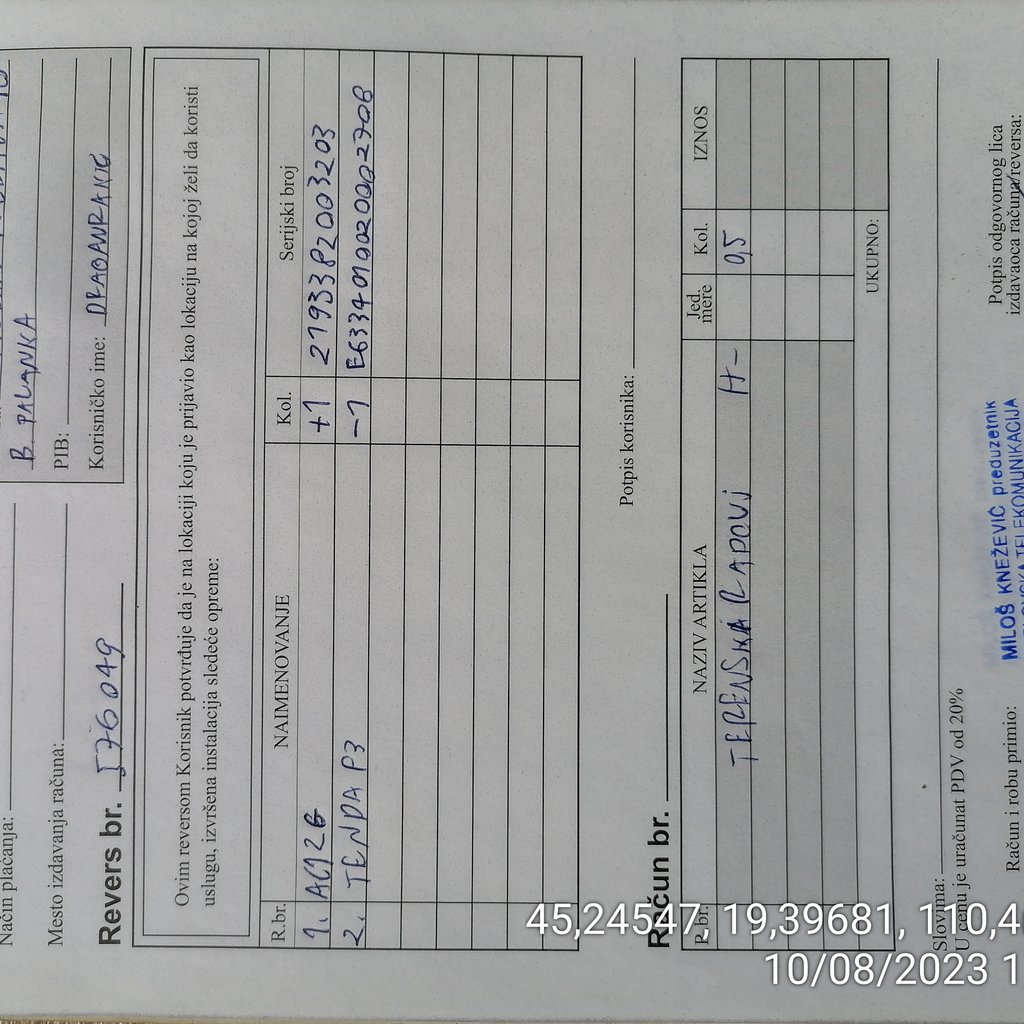 B. PALANKA
PIB:
Korisničko ime: DRAGANRANIC
Način plaćanja:
Mesto izdavanja računa:
Revers br. 576049
Ovim reversom Korisnik potvrđuje da je na lokaciji koju je prijavio kao lokaciju na kojoj želi da koristi
uslugu, izvršena instalacija sledeće opreme:
R.br. NAIMENOVANJE Kol. Serijski broj
1. AC12G +1 2193382003203
2. TENDA P3 -1 E6334010020002708
Potpis korisnika:
Račun br.
R.br. NAZIV ARTIKLA Jed. mere Kol. IZNOS
TERENSKI RADOVI H- 0,5
UKUPNO:
Slovima:
U cenu je uračunat PDV od 20%
Račun i robu primio:
MILOŠ KNEŽEVIĆ preduzetnik
TELEKOMUNIKACIJA
Potpis odgovornog lica
izdavaoca računa/reversa:
45,24547, 19,39681, 110,4
10/08/2023 1